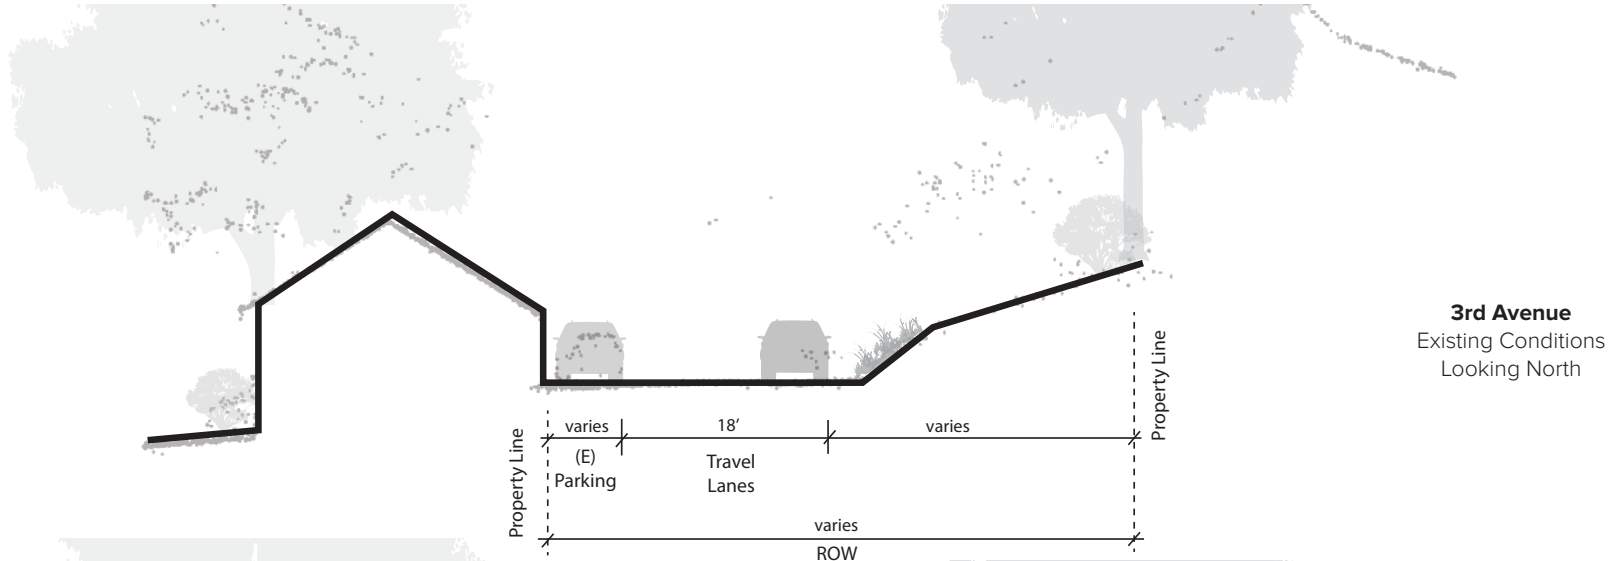 3rd Avenue
Existing Conditions
Looking North
Property Line
Property Line
varies
18’
varies
(E)
Parking
Travel
Lanes
varies
ROW